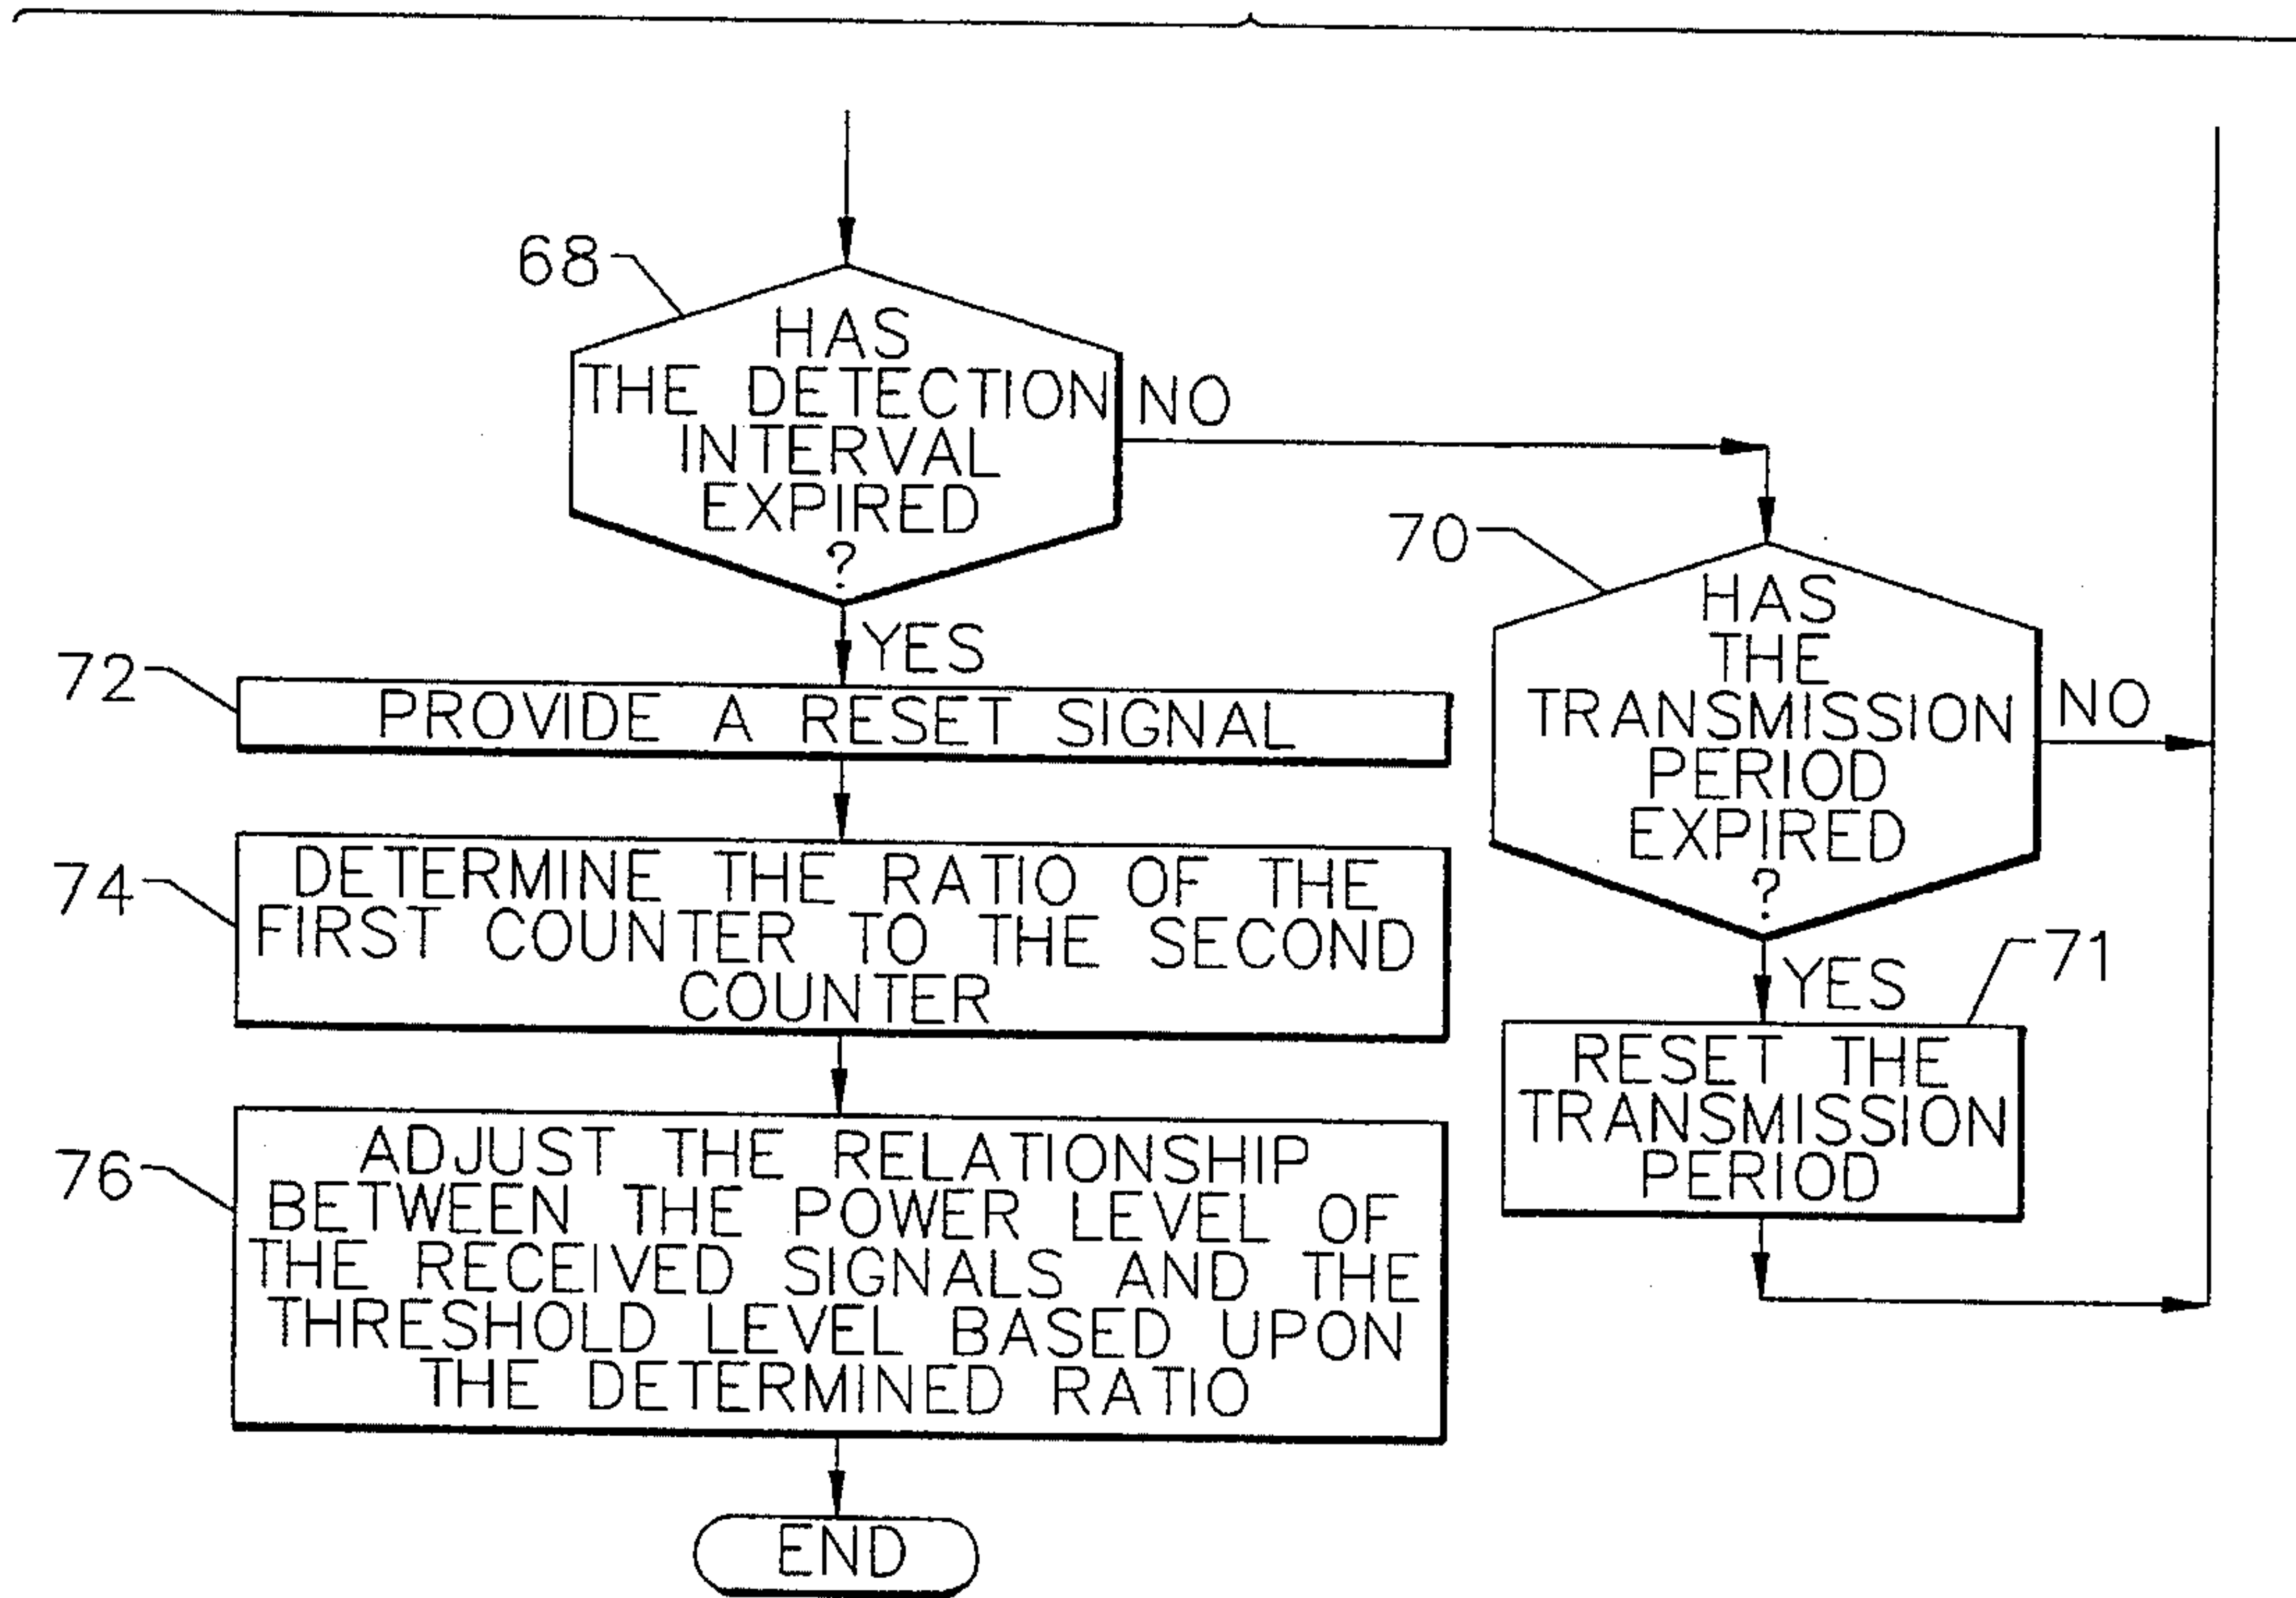 68
HAS
THE DETECTION
INTERVAL
EXPIRED
?
NO
YES
70
HAS
THE
TRANSMISSION
PERIOD
EXPIRED
?
NO
YES
71
RESET THE
TRANSMISSION
PERIOD
72
PROVIDE A RESET SIGNAL
74
DETERMINE THE RATIO OF THE
FIRST COUNTER TO THE SECOND
COUNTER
76
ADJUST THE RELATIONSHIP
BETWEEN THE POWER LEVEL OF
THE RECEIVED SIGNALS AND THE
THRESHOLD LEVEL BASED UPON
THE DETERMINED RATIO
END